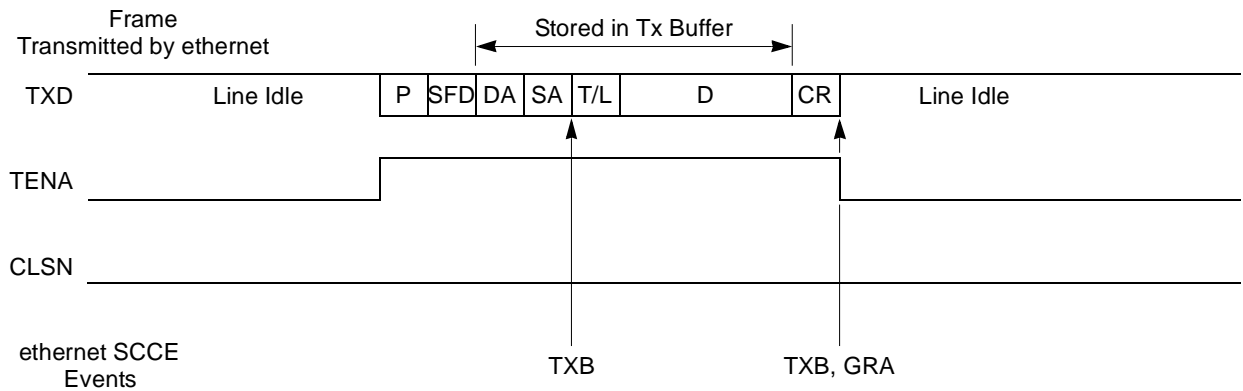 Frame
Transmitted by ethernet
Stored in Tx Buffer
TXD
Line Idle
P
SFD
DA
SA
T/L
D
CR
Line Idle
TENA
CLSN
ethernet SCCE
Events
TXB
TXB, GRA